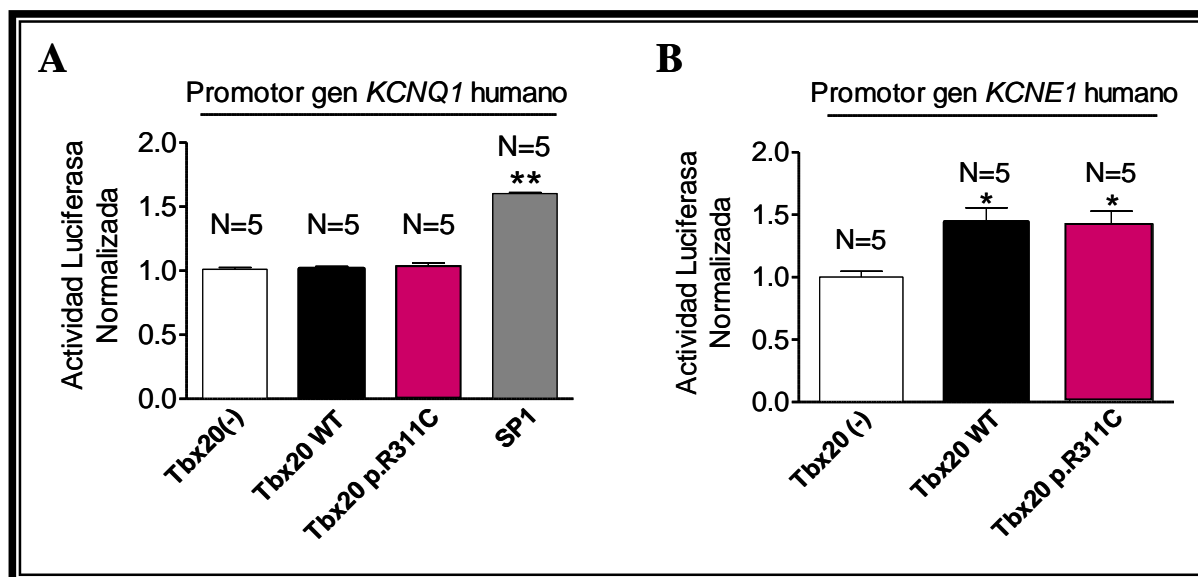 A
Promotor gen KCNQ1 humano
Actividad Luciferasa
Normalizada
2.0
1.5
1.0
0.5
0.0
N=5
N=5
N=5
N=5
**
Tbx20(-)
Tbx20 WT
Tbx20 p.R311C
SP1
B
Promotor gen KCNE1 humano
Actividad Luciferasa
Normalizada
2.0
1.5
1.0
0.5
0.0
N=5
N=5
*
N=5
*
Tbx20 (-)
Tbx20 WT
Tbx20 p.R311C